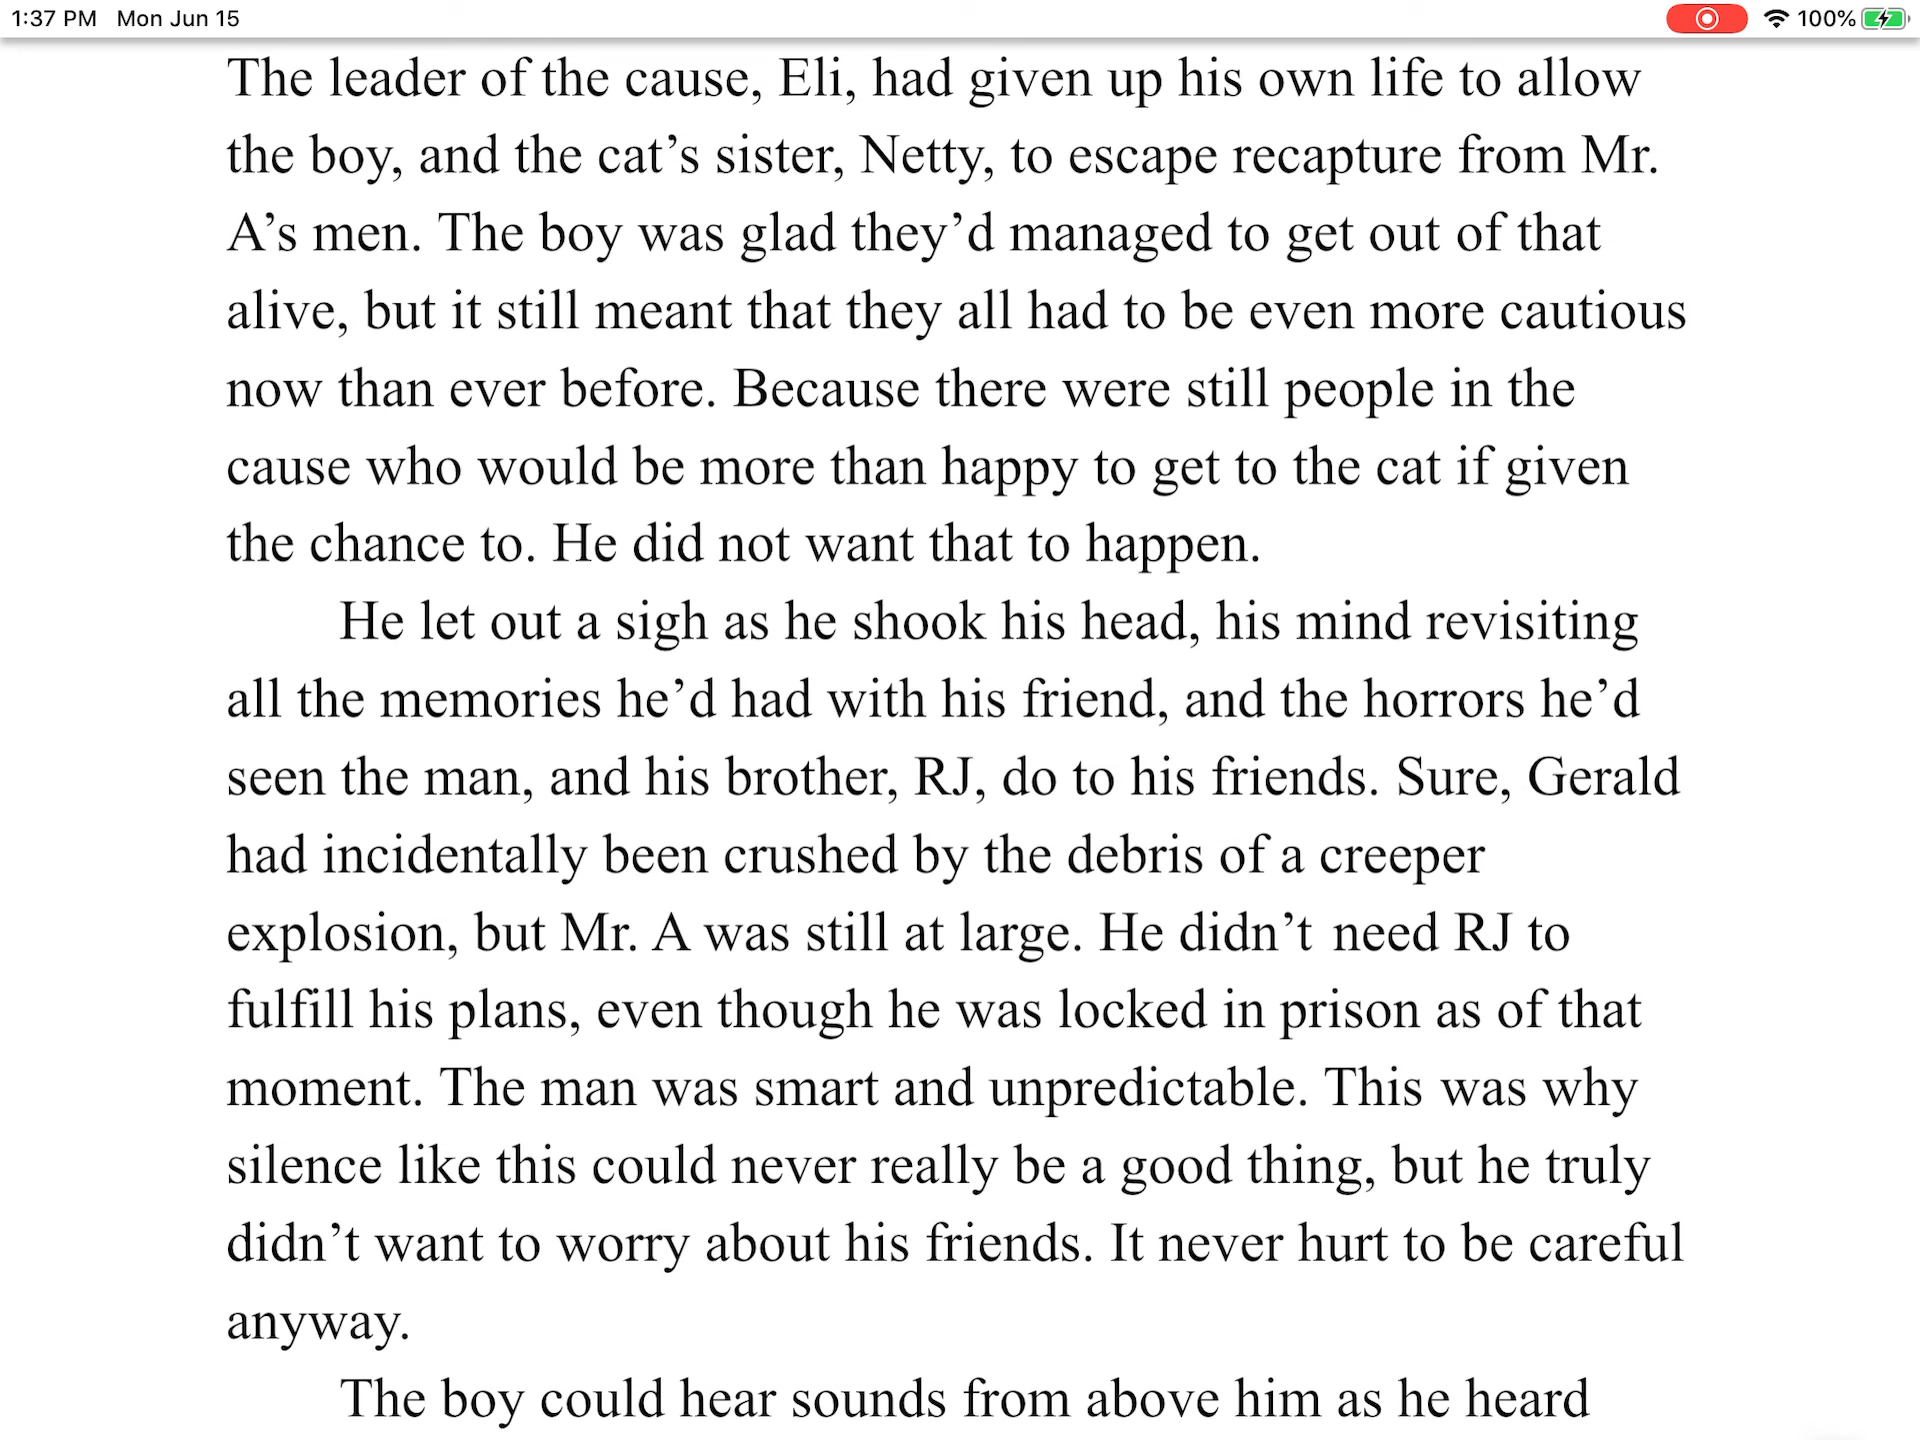 1:37 PM Mon Jun 15 100%
The leader of the cause, Eli, had given up his own life to allow
the boy, and the cat’s sister, Netty, to escape recapture from Mr.
A’s men. The boy was glad they’d managed to get out of that
alive, but it still meant that they all had to be even more cautious
now than ever before. Because there were still people in the
cause who would be more than happy to get to the cat if given
the chance to. He did not want that to happen.
He let out a sigh as he shook his head, his mind revisiting
all the memories he’d had with his friend, and the horrors he’d
seen the man, and his brother, RJ, do to his friends. Sure, Gerald
had incidentally been crushed by the debris of a creeper
explosion, but Mr. A was still at large. He didn’t need RJ to
fulfill his plans, even though he was locked in prison as of that
moment. The man was smart and unpredictable. This was why
silence like this could never really be a good thing, but he truly
didn’t want to worry about his friends. It never hurt to be careful
anyway.
The boy could hear sounds from above him as he heard